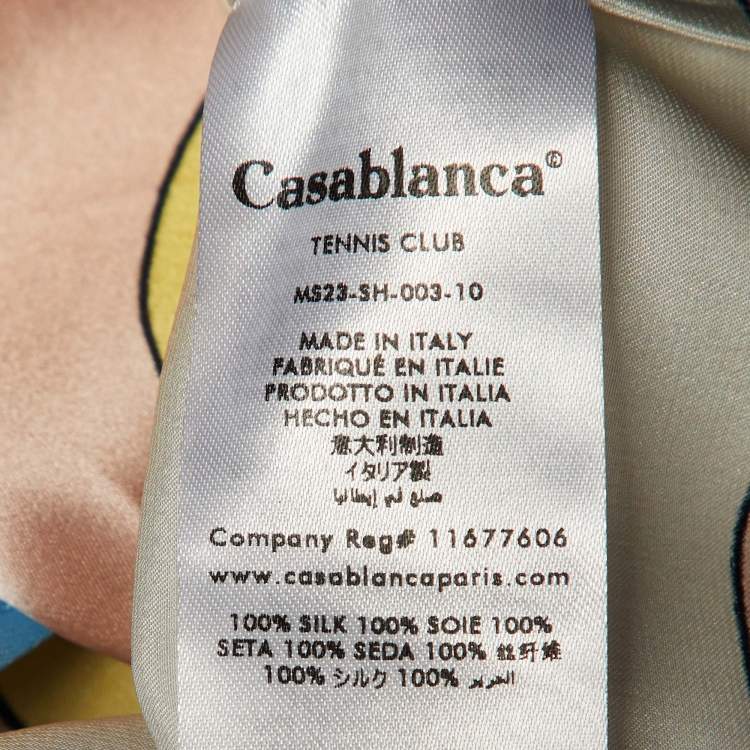 Casablanca®
TENNIS CLUB
MS23-SH-003-10
MADE IN ITALY
FABRIQUÉ EN ITALIE
PRODOTTO IN ITALIA
HECHO EN ITALIA
意大利制造
イタリア製
صنع في إيطاليا
Company Reg# 11677606
www.casablancaparis.com
100% SILK 100% SOIE 100%
SETA 100% SEDA 100% 丝纤维
100% シルク 100% الحرير